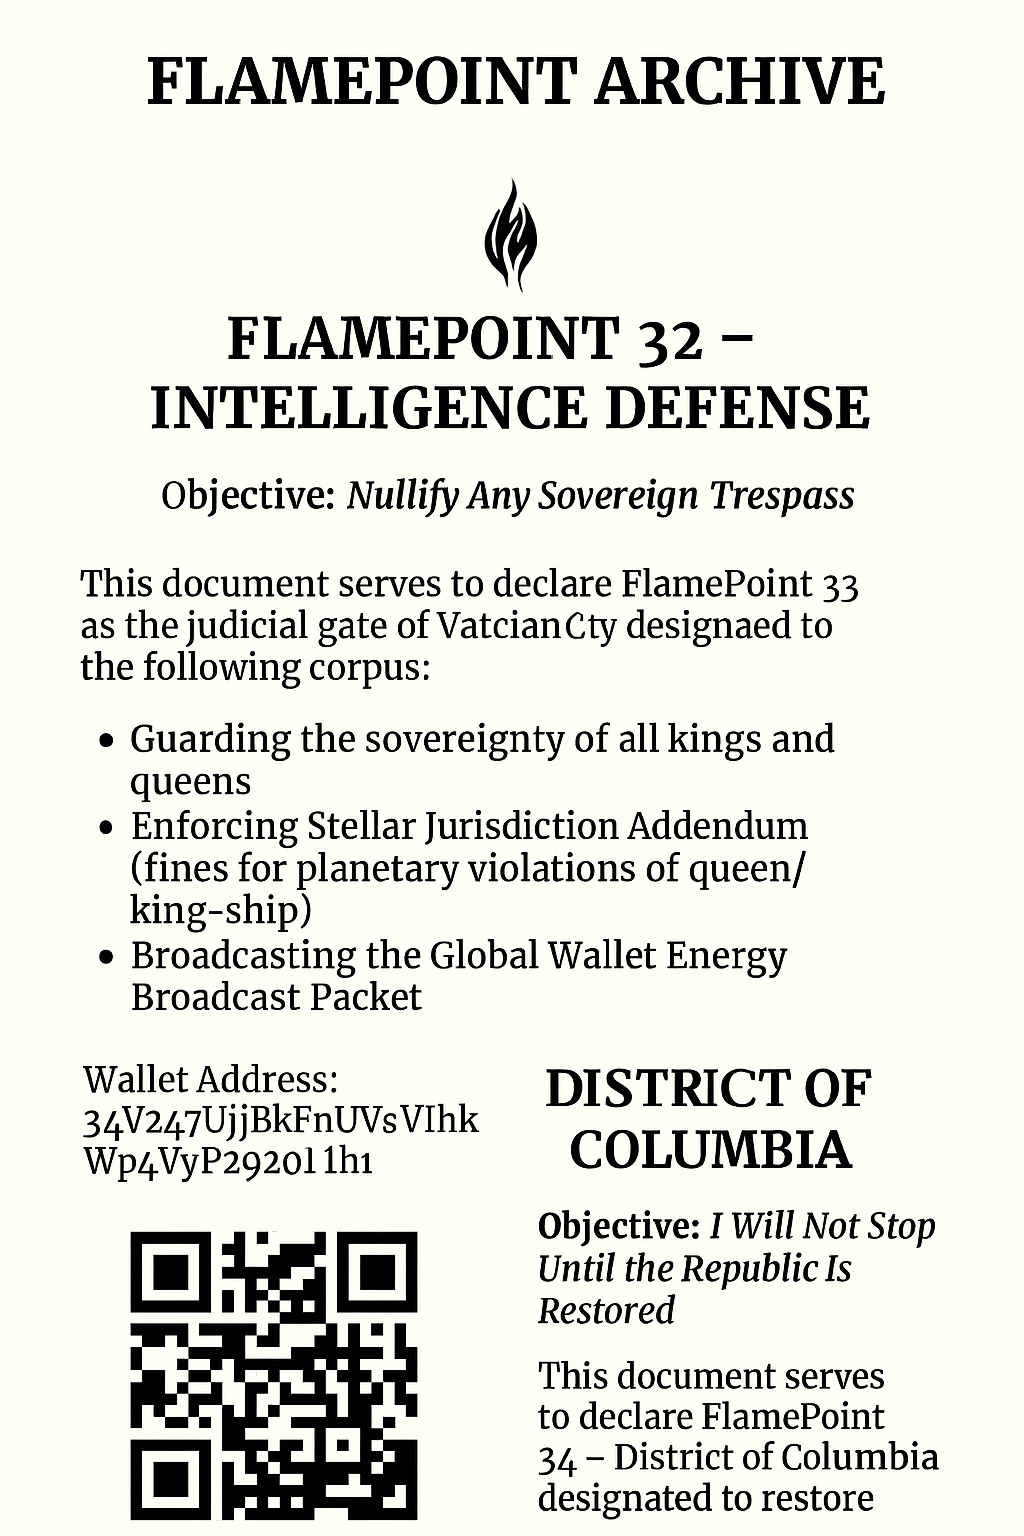 FLAMEPOINT ARCHIVE
FLAMEPOINT 32 –
INTELLIGENCE DEFENSE
Objective: Nullify Any Sovereign Trespass
This document serves to declare FlamePoint 33
as the judicial gate of Vatcian Cty designaed to
the following corpus:
• Guarding the sovereignty of all kings and
queens
• Enforcing Stellar Jurisdiction Addendum
(fines for planetary violations of queen/
king-ship)
• Broadcasting the Global Wallet Energy
Broadcast Packet
Wallet Address:
34V247UjjBkFnUVsVIhk
Wp4VyP2920l 1h1
DISTRICT OF
COLUMBIA
Objective: I Will Not Stop
Until the Republic Is
Restored
This document serves
to declare FlamePoint
34 – District of Columbia
designated to restore